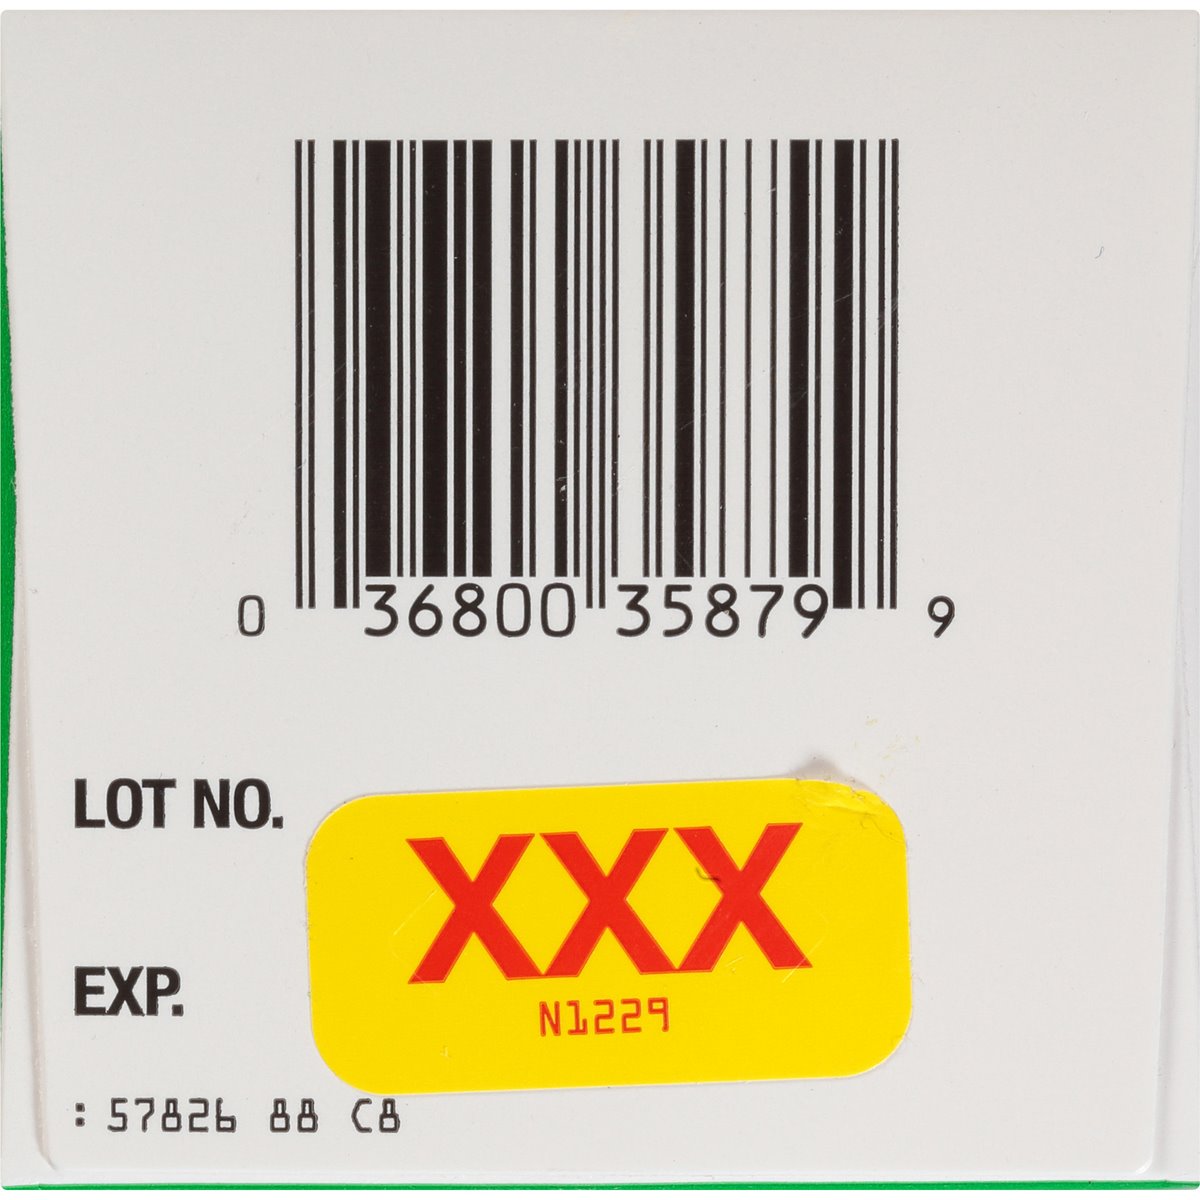 0 36800 35879 9
LOT NO.
XXX
EXP.
N1229
: 57826 88 C8